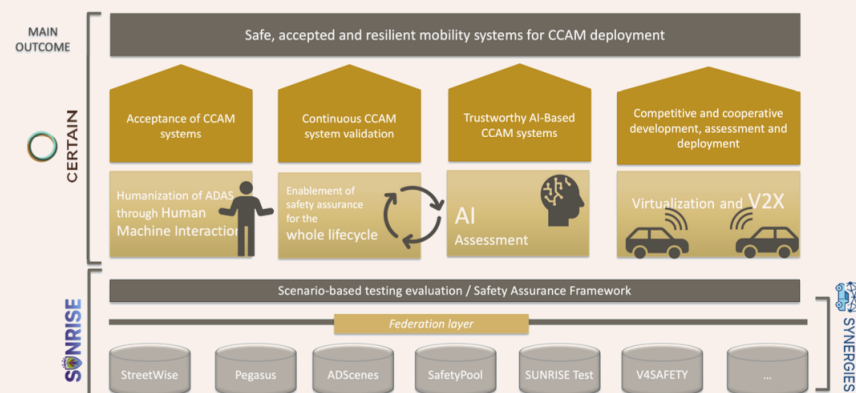 MAIN
OUTCOME
Safe, accepted and resilient mobility systems for CCAM deployment
CERTAIN
Acceptance of CCAM
systems
Continuous CCAM
system validation
Trustworthy AI-Based
CCAM systems
Competitive and cooperative
development, assessment and
deployment
Humanization of ADAS
through Human
Machine Interaction
Enablement of
safety assurance
for the
whole lifecycle
AI
Assessment
Virtualization and V2X
SUNRISE
Scenario-based testing evaluation / Safety Assurance Framework
Federation layer
SYNERGIES
StreetWise
Pegasus
ADScenes
SafetyPool
SUNRISE Test
V4SAFETY
...